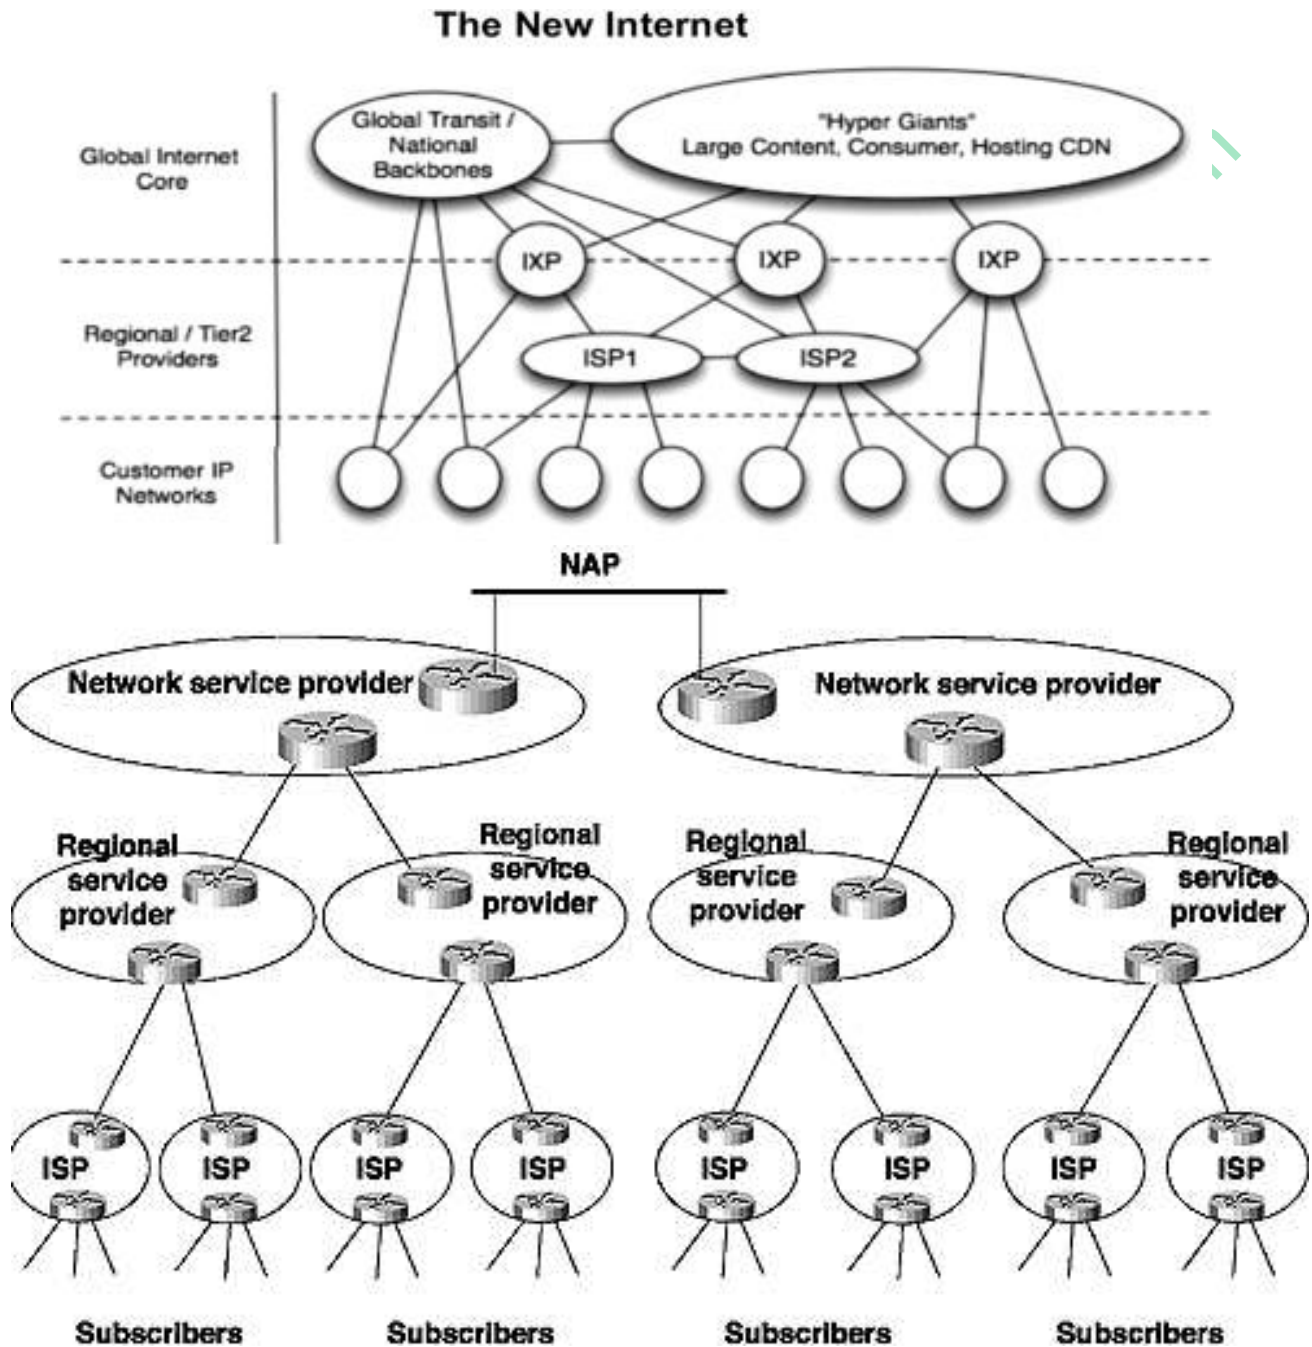 The New Internet
Global Transit /
National
Backbones
"Hyper Giants"
Large Content, Consumer, Hosting CDN
Global Internet
Core
IXP
IXP
IXP
Regional / Tier2
Providers
ISP1
ISP2
Customer IP
Networks
NAP
Network service provider
Network service provider
Regional
service
provider
Regional
service
provider
Regional
service
provider
Regional
service
provider
ISP
ISP
ISP
ISP
ISP
ISP
ISP
ISP
Subscribers
Subscribers
Subscribers
Subscribers